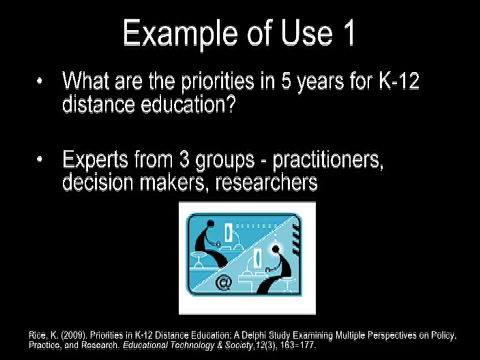 Example of Use 1
• What are the priorities in 5 years for K-12
distance education?
• Experts from 3 groups - practitioners,
decision makers, researchers
@
Rice, K. (2009). Priorities in K-12 Distance Education: A Delphi Study Examining Multiple Perspectives on Policy,
Practice, and Research. Educational Technology & Society,12(3), 163=177.